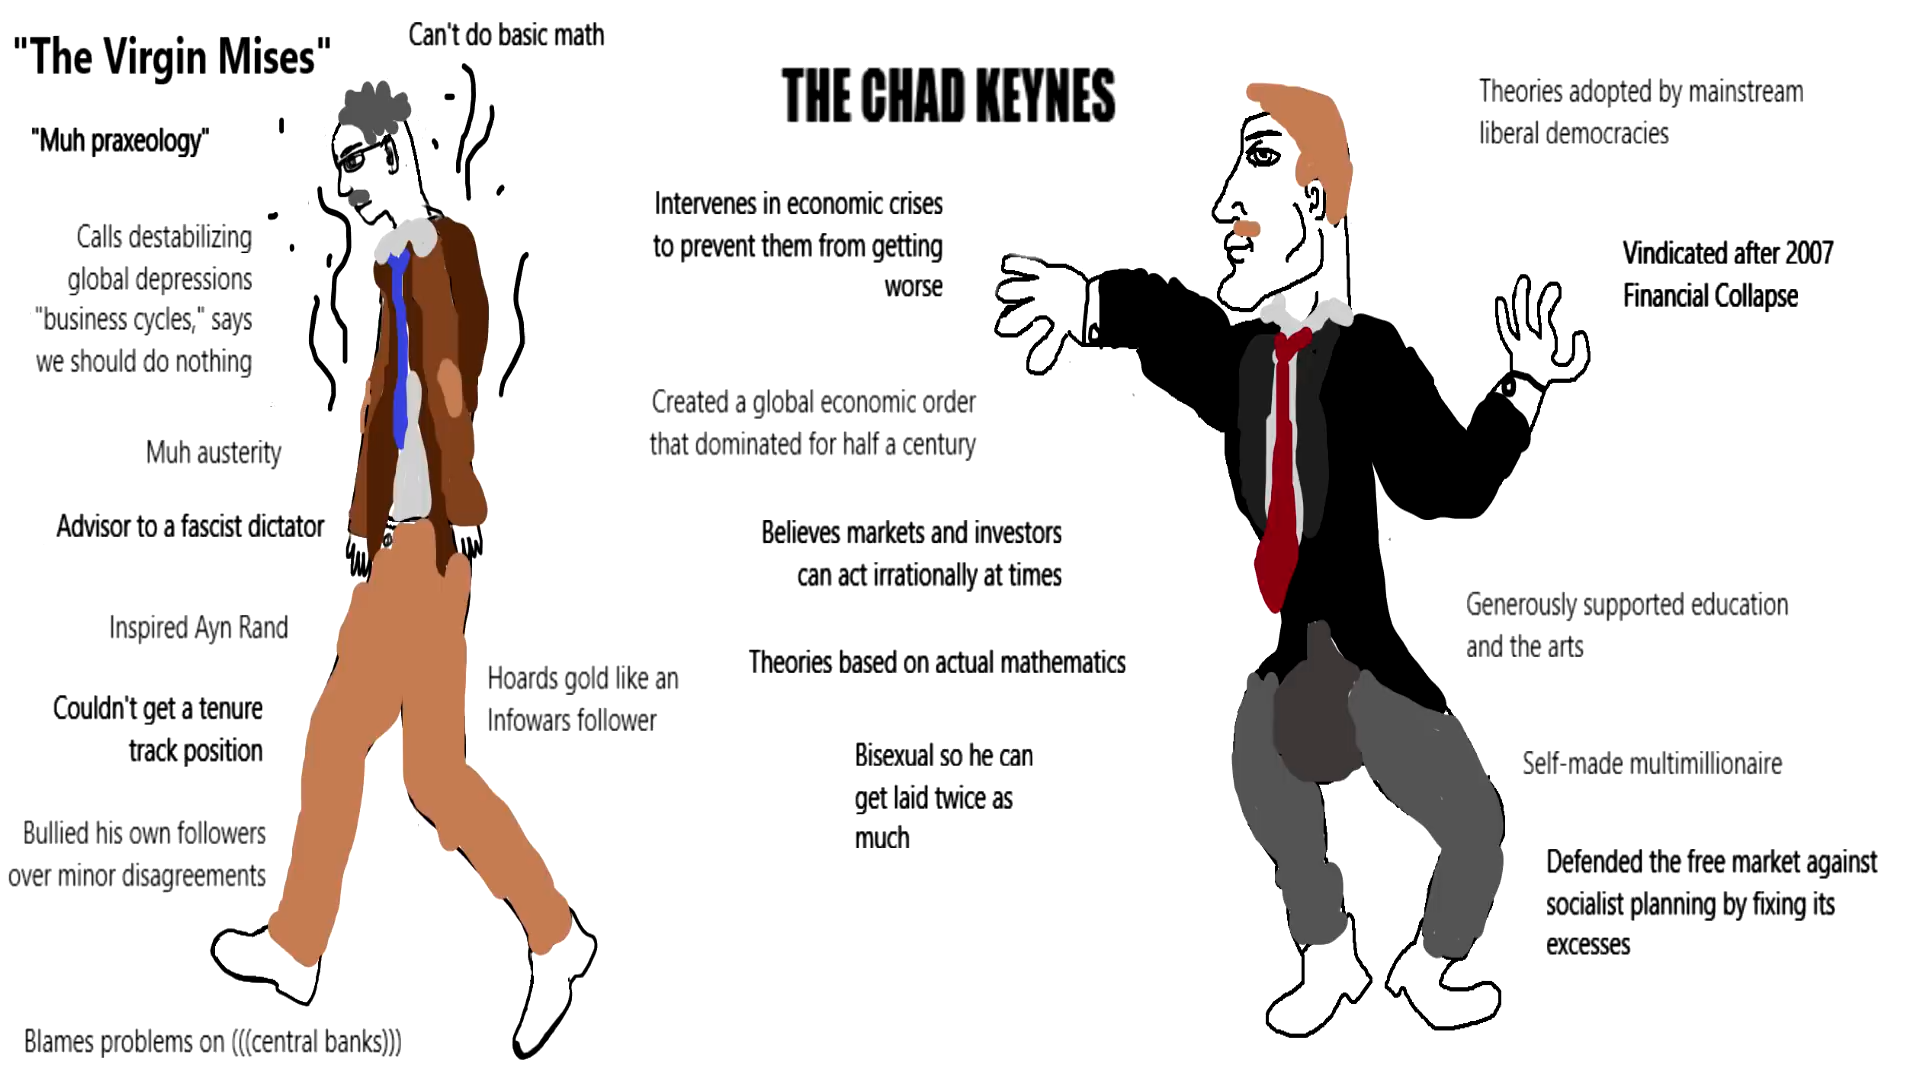 "The Virgin Mises"
Can't do basic math
"Muh praxeology"
Calls destabilizing
global depressions
"business cycles," says
we should do nothing
Muh austerity
Advisor to a fascist dictator
Inspired Ayn Rand
Couldn't get a tenure
track position
Hoards gold like an
Infowars follower
Bullied his own followers
over minor disagreements
Blames problems on (((central banks)))
THE CHAD KEYNES
Intervenes in economic crises
to prevent them from getting
worse
Created a global economic order
that dominated for half a century
Believes markets and investors
can act irrationally at times
Theories based on actual mathematics
Bisexual so he can
get laid twice as
much
Theories adopted by mainstream
liberal democracies
Vindicated after 2007
Financial Collapse
Generously supported education
and the arts
Self-made multimillionaire
Defended the free market against
socialist planning by fixing its
excesses